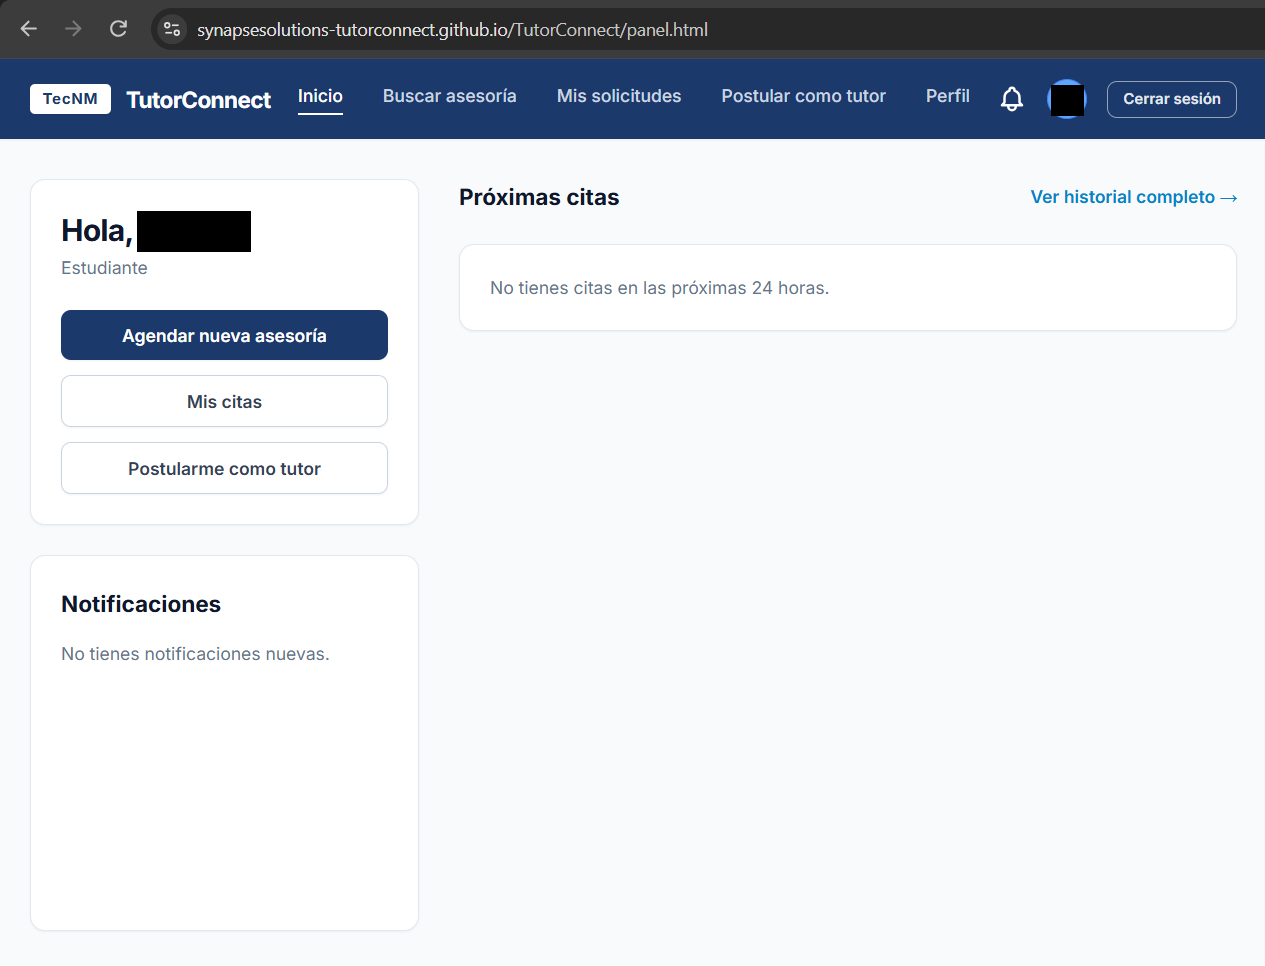 synapsesolutions-tutorconnect.github.io/TutorConnect/panel.html
TecNM TutorConnect Inicio Buscar asesoría Mis solicitudes Postular como tutor Perfil Cerrar sesión
Hola,
Estudiante
Agendar nueva asesoría
Mis citas
Postularme como tutor
Notificaciones
No tienes notificaciones nuevas.
Próximas citas
Ver historial completo →
No tienes citas en las próximas 24 horas.